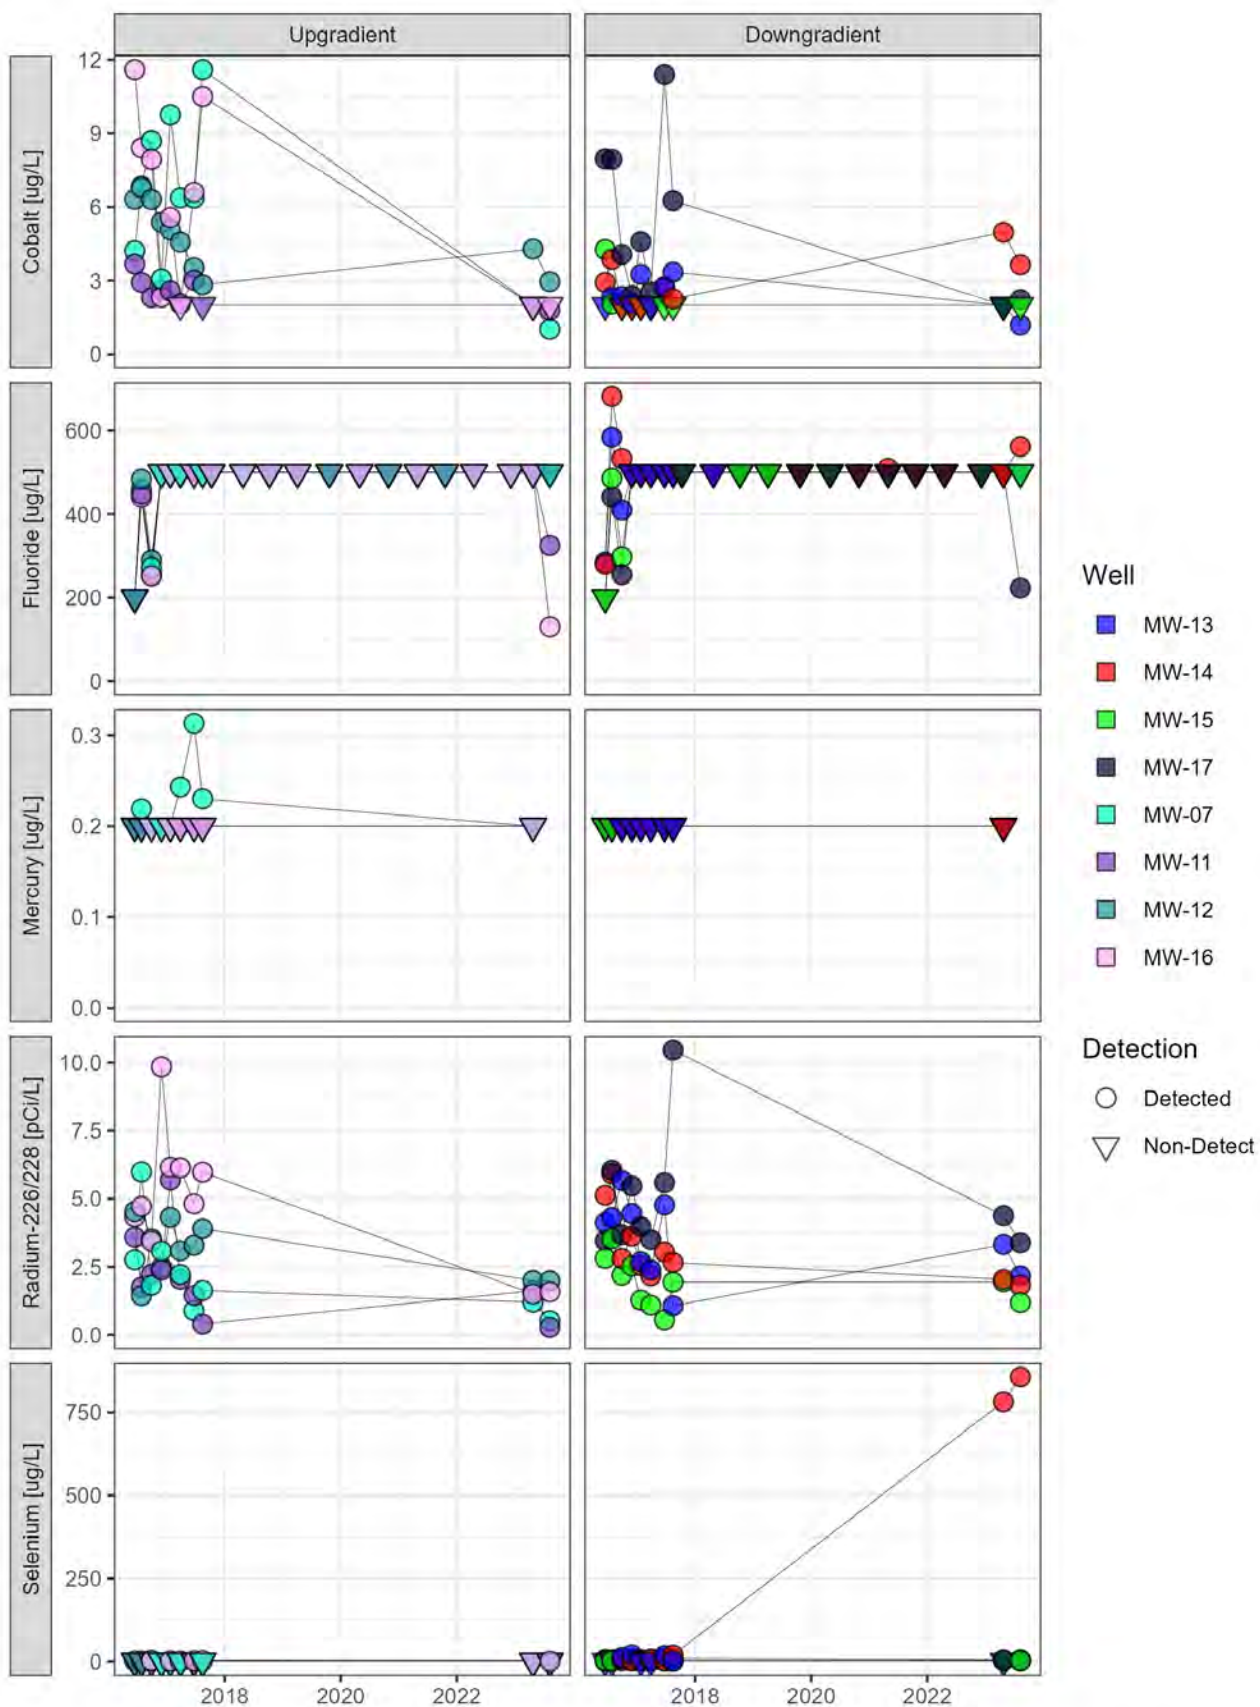 Upgradient
Downgradient
Cobalt [ug/L]
12
9
6
3
0
Fluoride [ug/L]
600
400
200
0
Mercury [ug/L]
0.3
0.2
0.1
0.0
Radium-226/228 [pCi/L]
10.0
7.5
5.0
2.5
0.0
Selenium [ug/L]
750
500
250
0
2018
2020
2022
2018
2020
2022
Well
MW-13
MW-14
MW-15
MW-17
MW-07
MW-11
MW-12
MW-16
Detection
Detected
Non-Detect